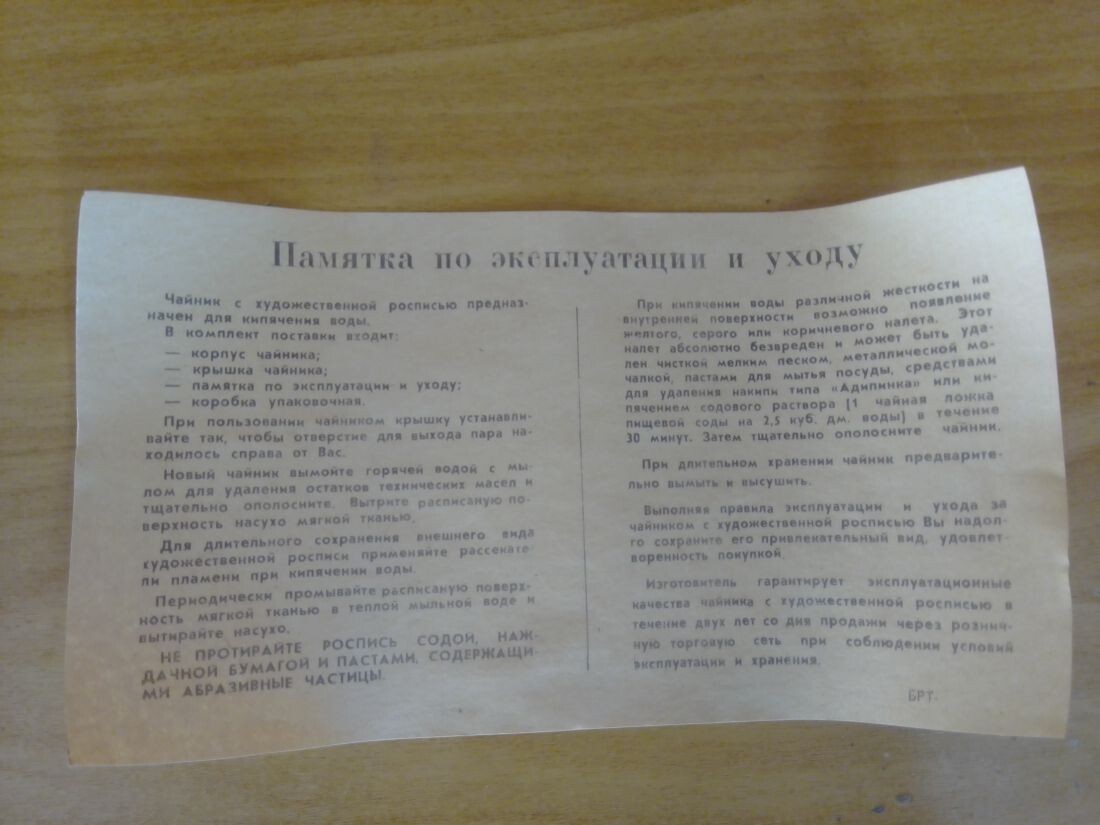 Памятка по эксплуатации и уходу
Чайник с художественной росписью предназ-
начен для кипячения воды.
В комплект поставки входит:
— корпус чайника;
— крышка чайника;
— памятка по эксплуатации и уходу;
— коробка упаковочная.
При пользовании чайником крышку устанавли-
вайте так, чтобы отверстие для выхода пара на-
ходилось справа от Вас.
Новый чайник вымойте горячей водой с мы-
лом для удаления остатков технических масел и
тщательно ополосните. Вытрите расписаную по-
верхность насухо мягкой тканью.
Для длительного сохранения внешнего вида
художественной росписи применяйте рассекате-
ли пламени при кипячении воды.
Периодически промывайте расписаную поверх-
ность мягкой тканью в теплой мыльной воде и
вытирайте насухо.
НЕ ПРОТИРАЙТЕ РОСПИСЬ СОДОЙ, НАЖ-
ДАЧНОЙ БУМАГОЙ И ПАСТАМИ, СОДЕРЖАЩИ-
МИ АБРАЗИВНЫЕ ЧАСТИЦЫ.
При кипячении воды различной жесткости на
внутренней поверхности возможно появление
желтого, серого или коричневого налета. Этот
налет абсолютно безвреден и может быть уда-
лен чисткой мелким песком, металлической мо-
чалкой, пастами для мытья посуды, средствами
для удаления накипи типа «Адипинка» или ки-
пячением содового раствора (1 чайная ложка
пищевой соды на 2,5 куб. дм. воды) в течение
30 минут. Затем тщательно ополосните чайник.
При длительном хранении чайник предварите-
льно вымыть и высушить.
Выполняя правила эксплуатации и ухода за
чайником с художественной росписью Вы надол-
го сохраните его привлекательный вид, удовлет-
воренность покупкой.
Изготовитель гарантирует эксплуатационные
качества чайника с художественной росписью в
течение двух лет со дня продажи через рознич-
ную торговую сеть при соблюдении условий
эксплуатации и хранения.
БРТ.